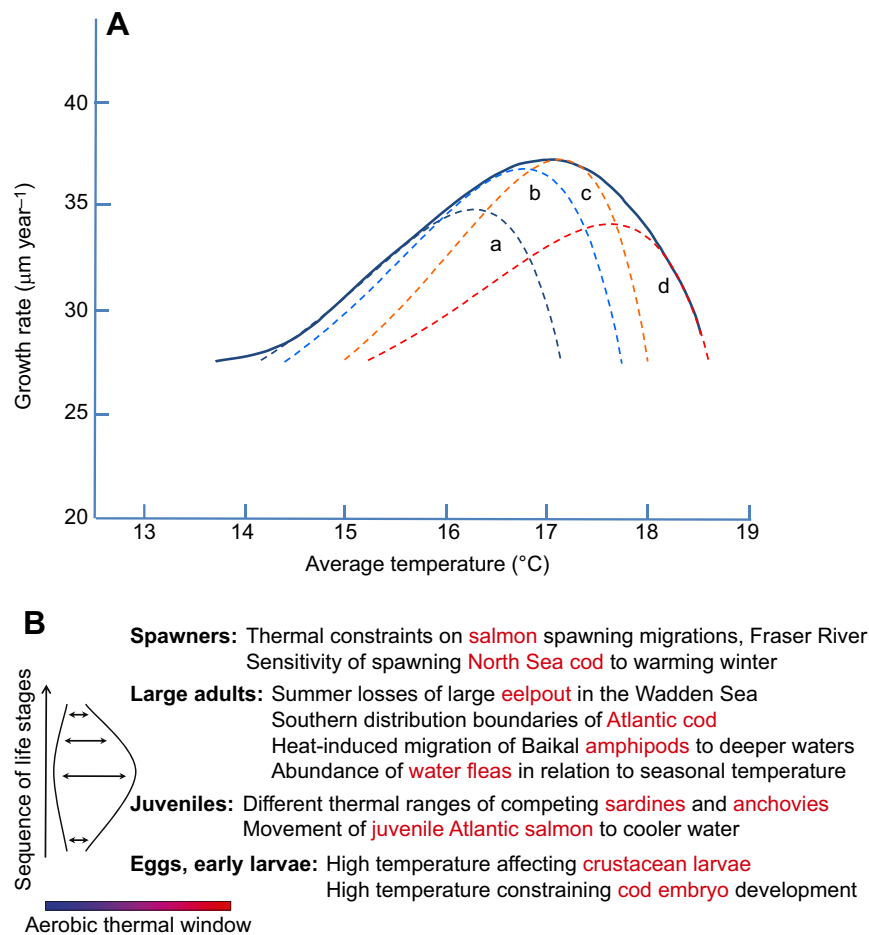 A
40
35
30
25
20
Growth rate (µm year⁻¹)
a
b
c
d
13 14 15 16 17 18 19
Average temperature (°C)
B
Sequence of life stages
Spawners: Thermal constraints on salmon spawning migrations, Fraser River
Sensitivity of spawning North Sea cod to warming winter
Large adults: Summer losses of large eelpout in the Wadden Sea
Southern distribution boundaries of Atlantic cod
Heat-induced migration of Baikal amphipods to deeper waters
Abundance of water fleas in relation to seasonal temperature
Juveniles: Different thermal ranges of competing sardines and anchovies
Movement of juvenile Atlantic salmon to cooler water
Eggs, early larvae: High temperature affecting crustacean larvae
High temperature constraining cod embryo development
Aerobic thermal window